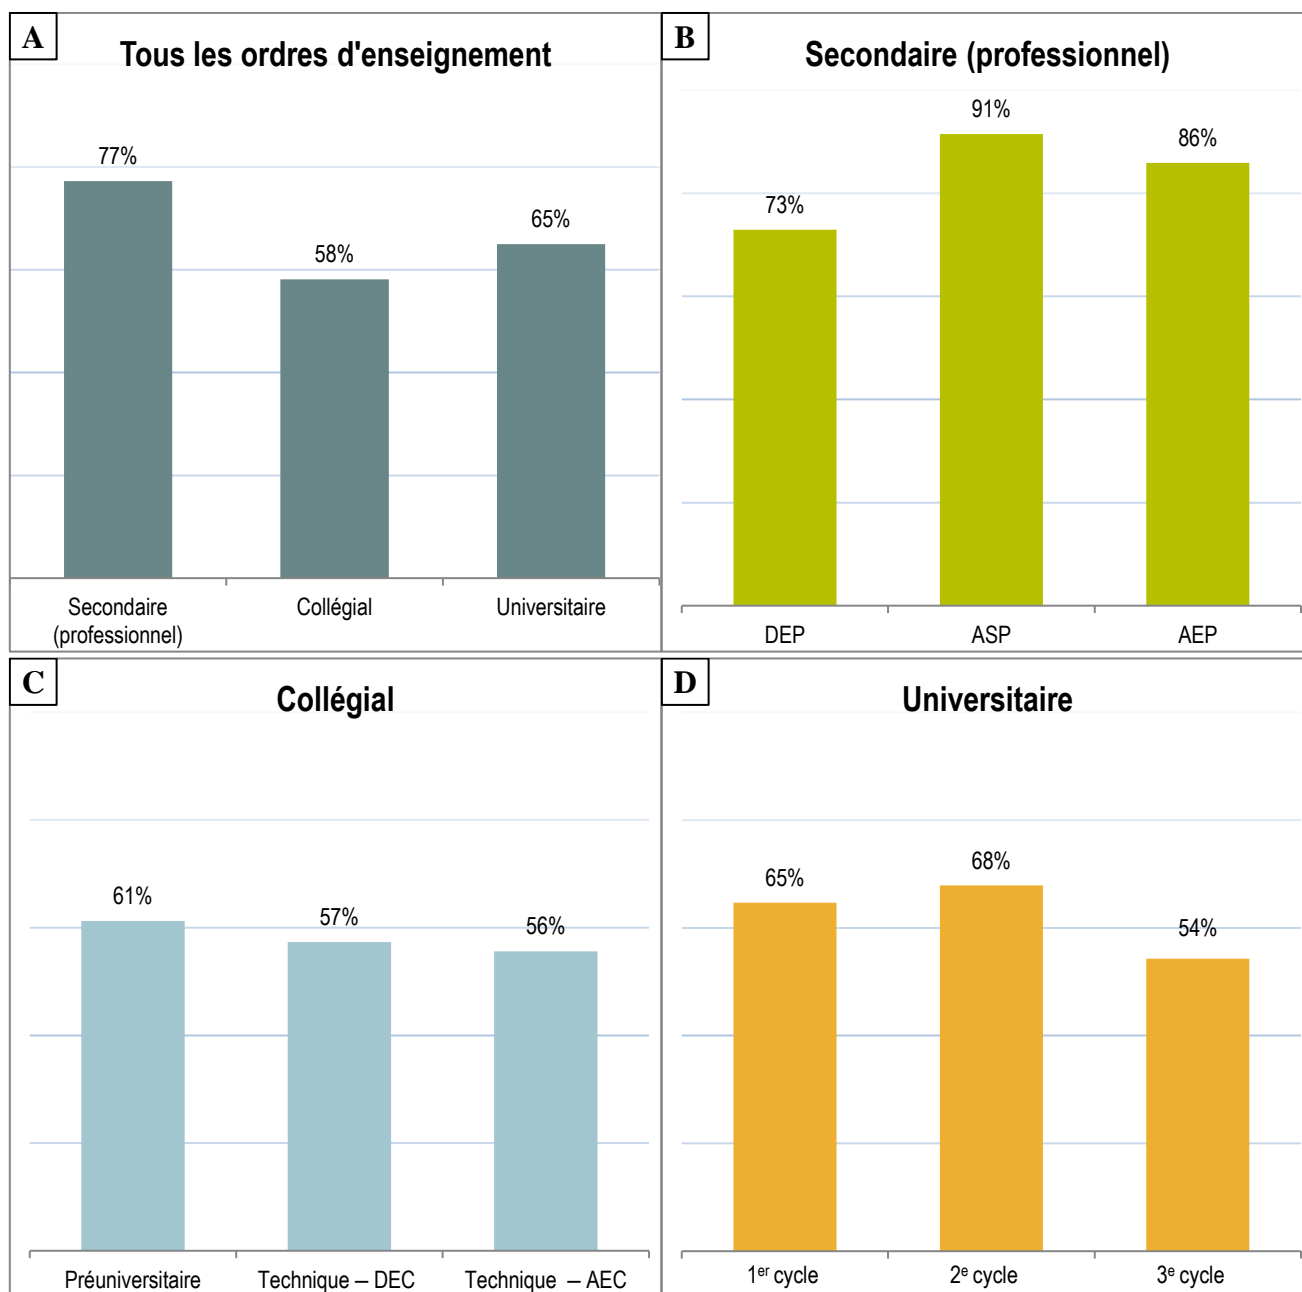 A
Tous les ordres d'enseignement
77%
58%
65%
Secondaire
(professionnel)
Collégial
Universitaire
B
Secondaire (professionnel)
73%
91%
86%
DEP
ASP
AEP
C
Collégial
61%
57%
56%
Préuniversitaire
Technique – DEC
Technique – AEC
D
Universitaire
65%
68%
54%
1er cycle
2e cycle
3e cycle